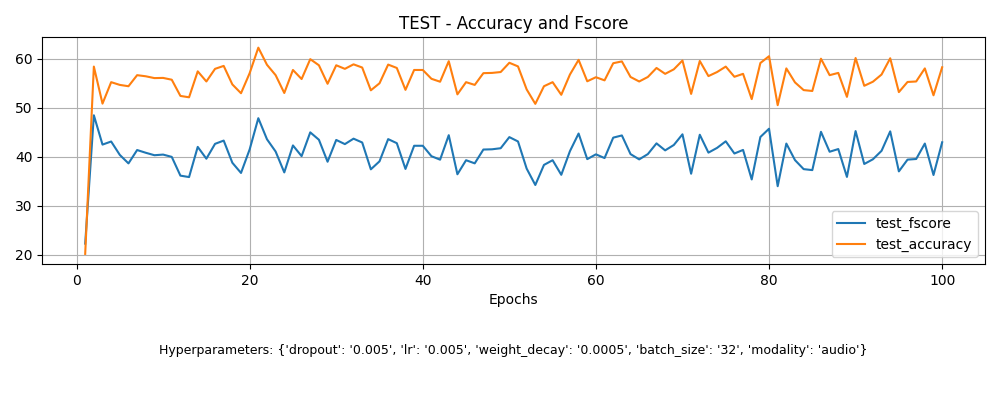 TEST - Accuracy and Fscore
60
50
40
30
20
test_fscore
test_accuracy
0 20 40 60 80 100
Epochs
Hyperparameters: {'dropout': '0.005', 'lr': '0.005', 'weight_decay': '0.0005', 'batch_size': '32', 'modality': 'audio'}